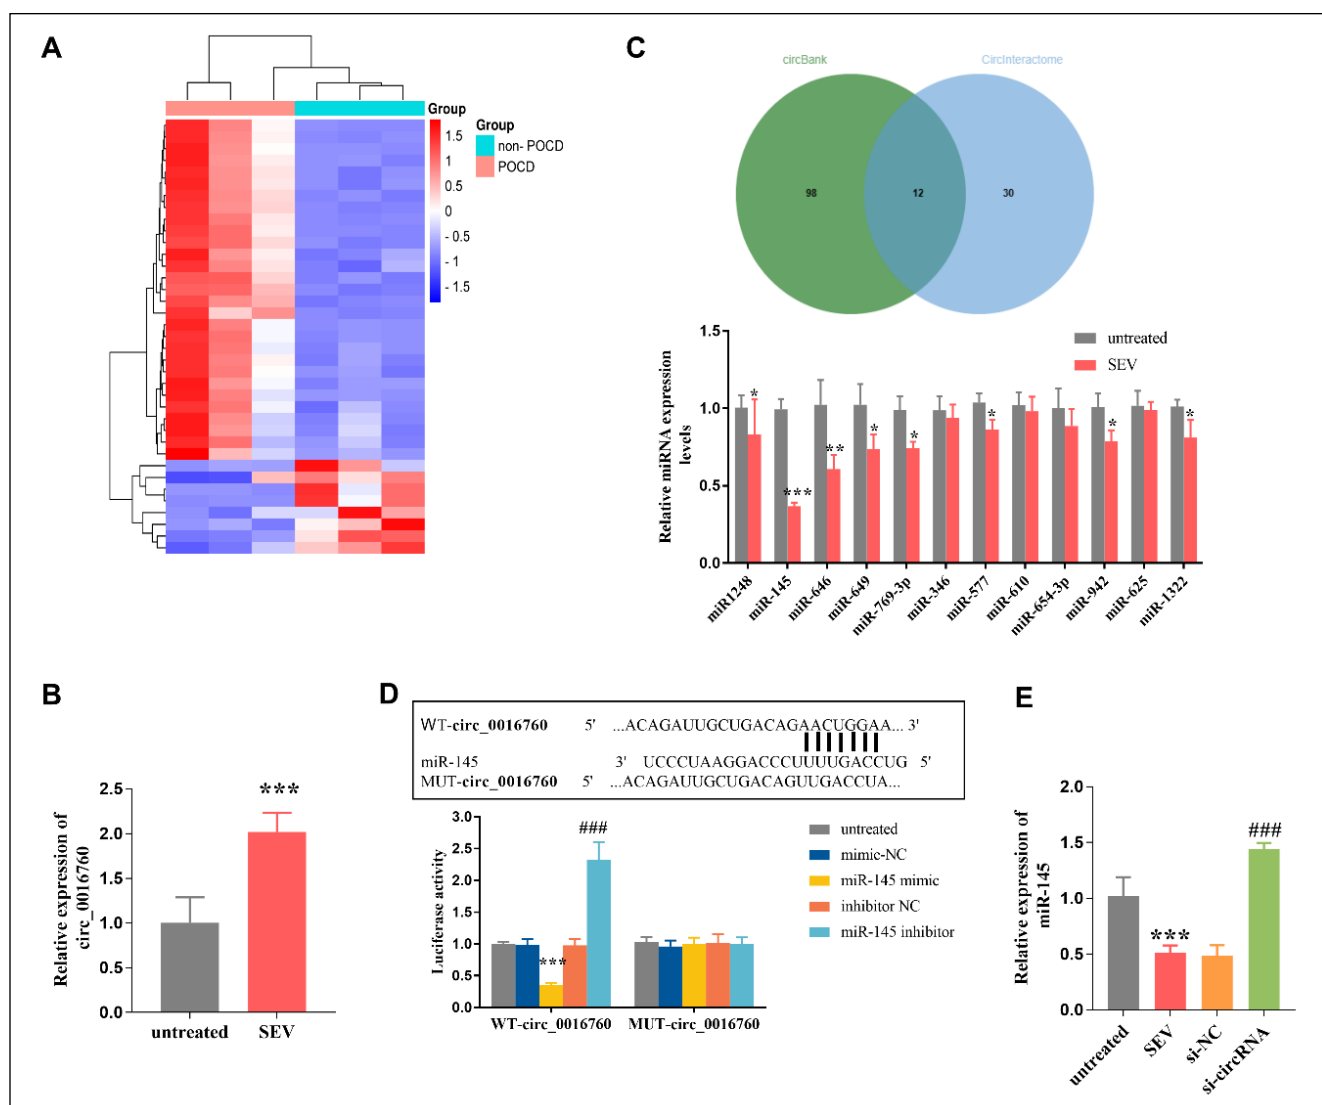 A
Group
1.5
1
0.5
0
- 0.5
- 1
- 1.5
Group
non- POCD
POCD
C
circBank
CircInteractome
98
12
30
Relative miRNA expression
levels
1.5
1.0
0.5
0.0
untreated
SEV
*
***
**
*
*
*
*
*
miR1248
miR-145
miR-646
miR-649
miR-769-3p
miR-346
miR-577
miR-610
miR-654-3p
miR-942
miR-625
miR-1322
B
Relative expression of
circ_0016760
2.5
2.0
1.5
1.0
0.5
0.0
***
untreated
SEV
D
WT-circ_0016760 5' ...ACAGAUUGCUGACAGAACUGGAA... 3'
miR-145 3' UCCCUAAGGACCCUUUUGACCUG 5'
MUT-circ_0016760 5' ...ACAGAUUGCUGACAGUUGACCUA...
Luciferase activity
3.0
2.5
2.0
1.5
1.0
0.5
0.0
***
###
WT-circ_0016760
MUT-circ_0016760
untreated
mimic-NC
miR-145 mimic
inhibitor NC
miR-145 inhibitor
E
Relative expression of
miR-145
2.0
1.5
1.0
0.5
0.0
***
###
untreated
SEV
si-NC
si-circRNA